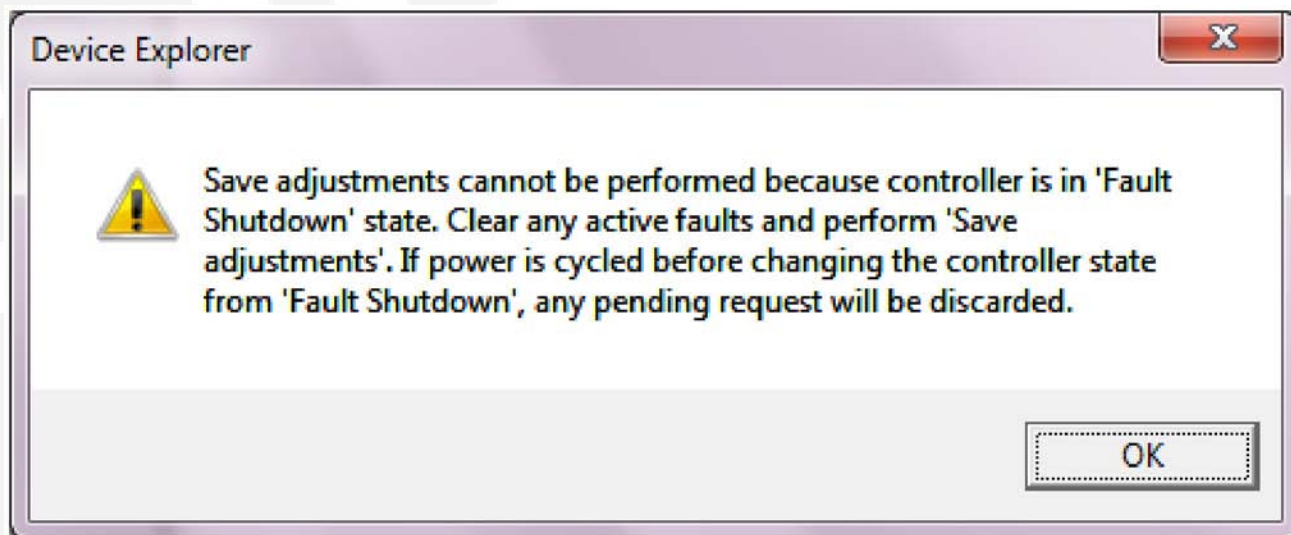 Device Explorer
Save adjustments cannot be performed because controller is in 'Fault
Shutdown' state. Clear any active faults and perform 'Save
adjustments'. If power is cycled before changing the controller state
from 'Fault Shutdown', any pending request will be discarded.
OK